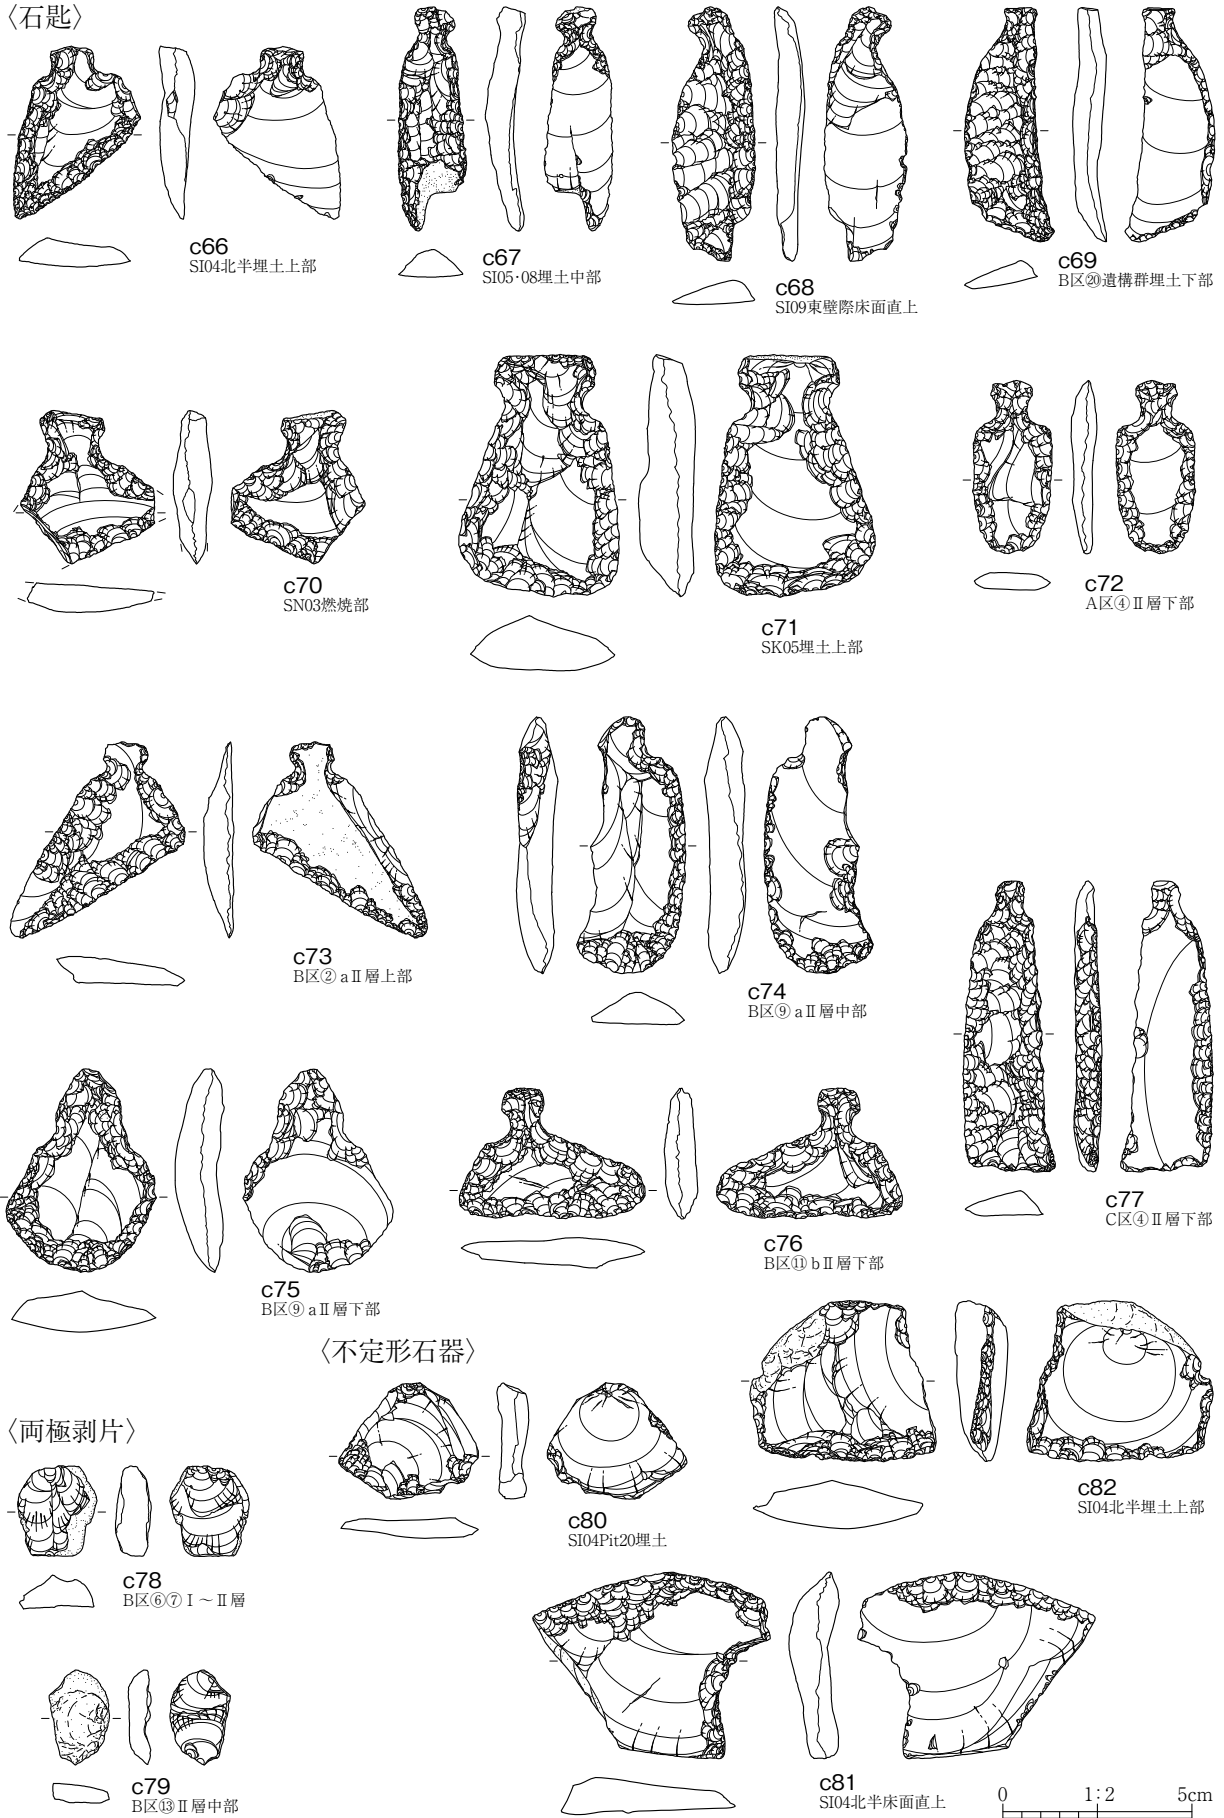 〈石匙〉
c66
SI04北半埋土上部
c67
SI05・08埋土中部
c68
SI09東壁際床面直上
c69
B区⑳遺構群埋土下部
c70
SN03燃焼部
c71
SK05埋土上部
c72
A区④Ⅱ層下部
c73
B区②aⅡ層上部
c74
B区⑨aⅡ層中部
c75
B区⑨aⅡ層下部
c76
B区⑪bⅡ層下部
c77
C区④Ⅱ層下部
〈両極剥片〉
c78
B区⑥⑦Ⅰ～Ⅱ層
c79
B区⑬Ⅱ層中部
〈不定形石器〉
c80
SI04Pit20埋土
c82
SI04北半埋土上部
c81
SI04北半床面直上
0 1:2 5cm